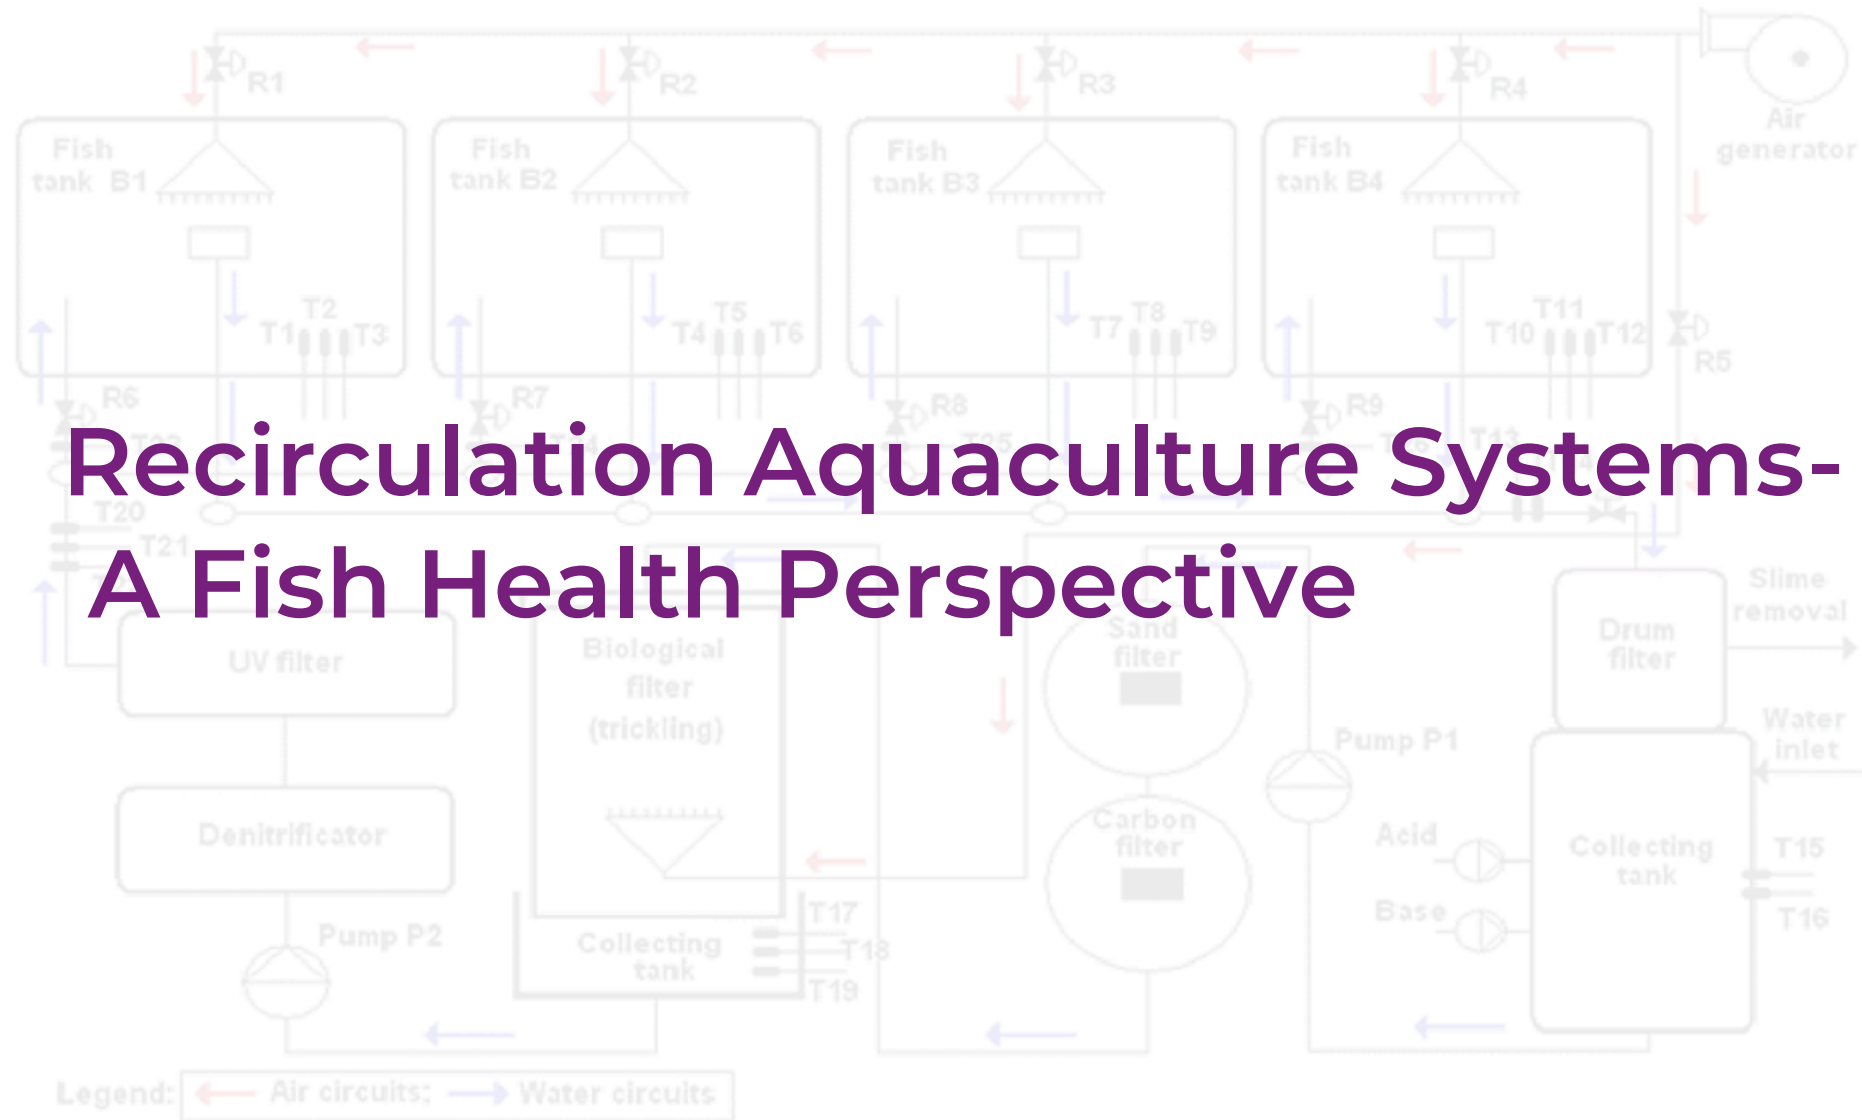 R1
R2
R3
R4
Air
generator
Fish
tank B1
Fish
tank B2
Fish
tank B3
Fish
tank B4
T1
T2
T3
T4
T5
T6
T7
T8
T9
T10
T11
T12
R5
R6
R7
R8
R9
T25
T13
Recirculation Aquaculture Systems-
A Fish Health Perspective
T20
T21
UV filter
Biological
filter
(trickling)
Sand
filter
Drum
filter
Slime
removal
Water
inlet
Pump P1
Denitrificator
Carbon
filter
Acid
Base
Collecting
tank
T15
T16
Pump P2
Collecting
tank
T17
T18
T19
Legend:
Air circuits;
Water circuits